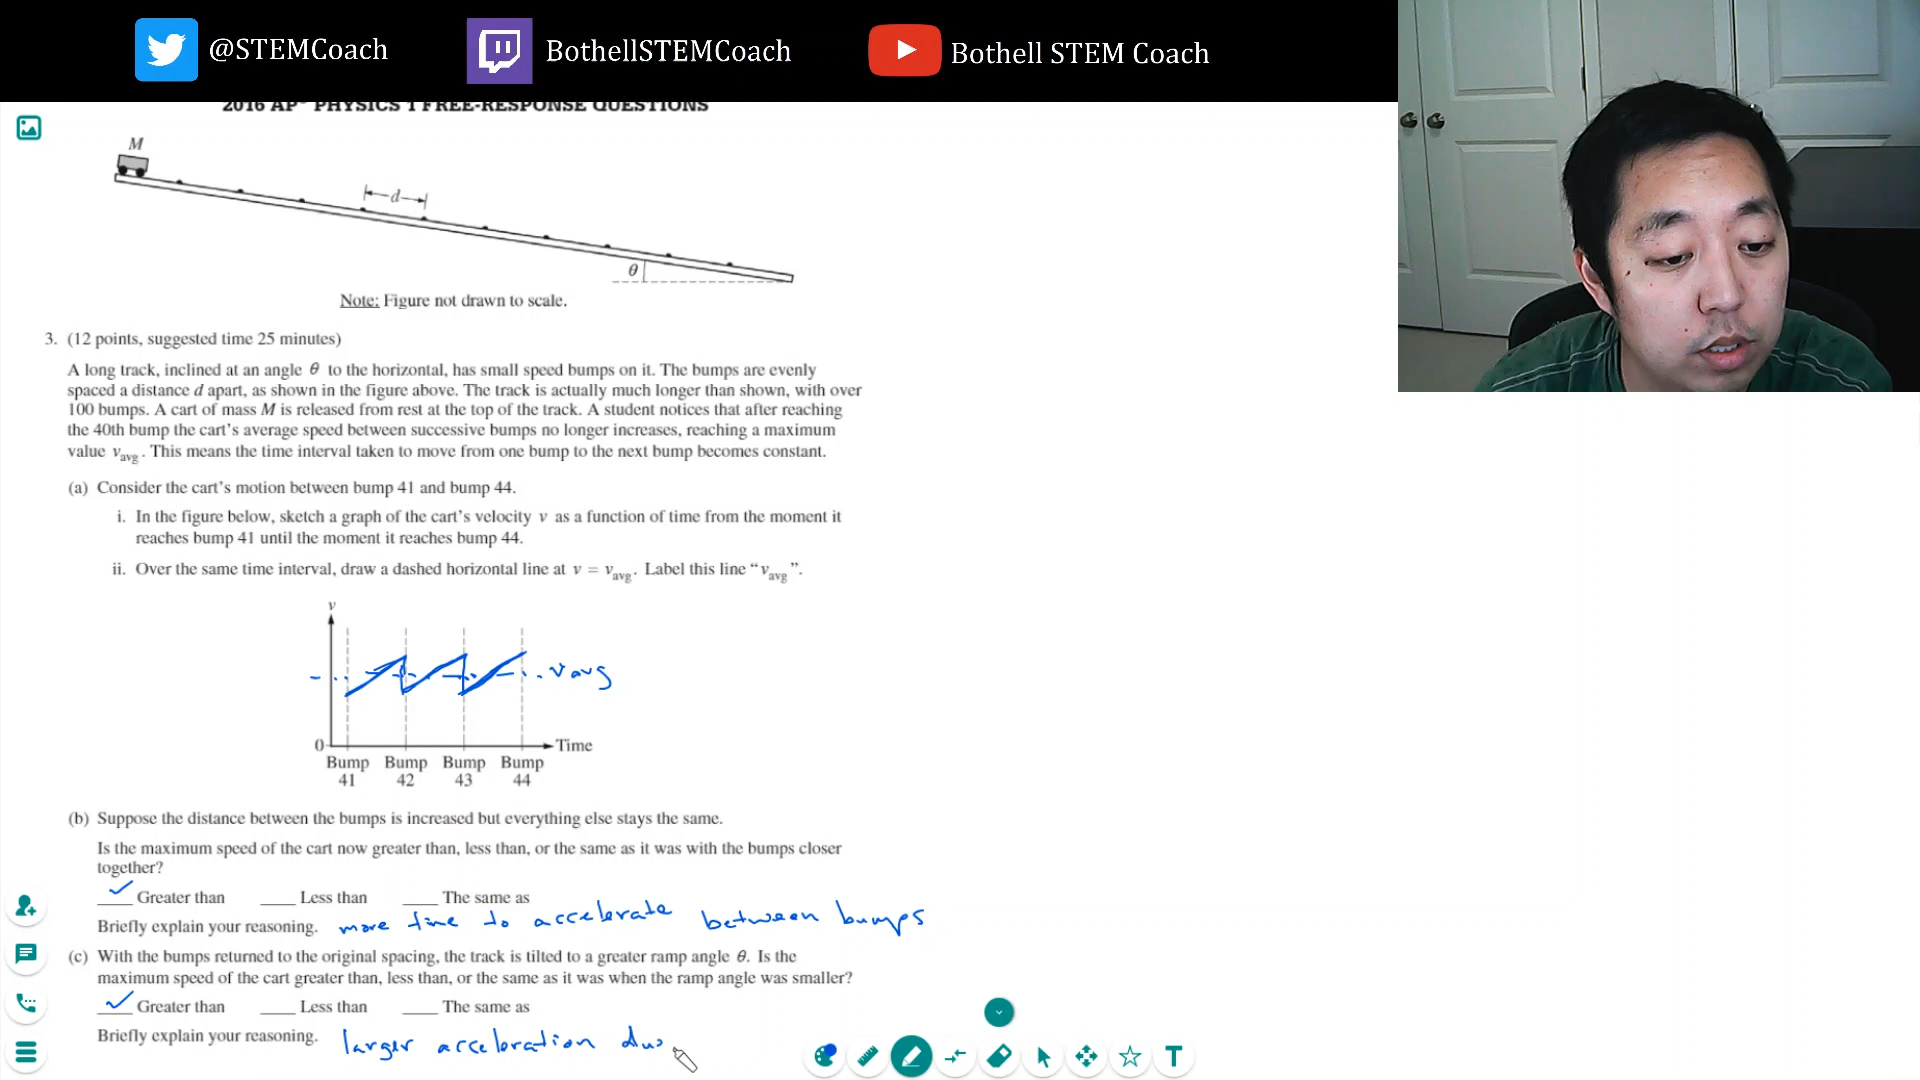 @STEMCoach
BothellSTEMCoach
Bothell STEM Coach
2016 AP® PHYSICS 1 FREE-RESPONSE QUESTIONS
M
d
θ
Note: Figure not drawn to scale.
3. (12 points, suggested time 25 minutes)
A long track, inclined at an angle θ to the horizontal, has small speed bumps on it. The bumps are evenly
spaced a distance d apart, as shown in the figure above. The track is actually much longer than shown, with over
100 bumps. A cart of mass M is released from rest at the top of the track. A student notices that after reaching
the 40th bump the cart's average speed between successive bumps no longer increases, reaching a maximum
value vavg. This means the time interval taken to move from one bump to the next bump becomes constant.
(a) Consider the cart's motion between bump 41 and bump 44.
i. In the figure below, sketch a graph of the cart's velocity v as a function of time from the moment it
reaches bump 41 until the moment it reaches bump 44.
ii. Over the same time interval, draw a dashed horizontal line at v = vavg. Label this line “vavg”.
v
vavg
0
Time
Bump Bump Bump Bump
41 42 43 44
(b) Suppose the distance between the bumps is increased but everything else stays the same.
Is the maximum speed of the cart now greater than, less than, or the same as it was with the bumps closer
together?
____ Greater than ____ Less than ____ The same as
Briefly explain your reasoning. more time to accelerate between bumps
(c) With the bumps returned to the original spacing, the track is tilted to a greater ramp angle θ. Is the
maximum speed of the cart greater than, less than, or the same as it was when the ramp angle was smaller?
____ Greater than ____ Less than ____ The same as
Briefly explain your reasoning. larger acceleration due
T